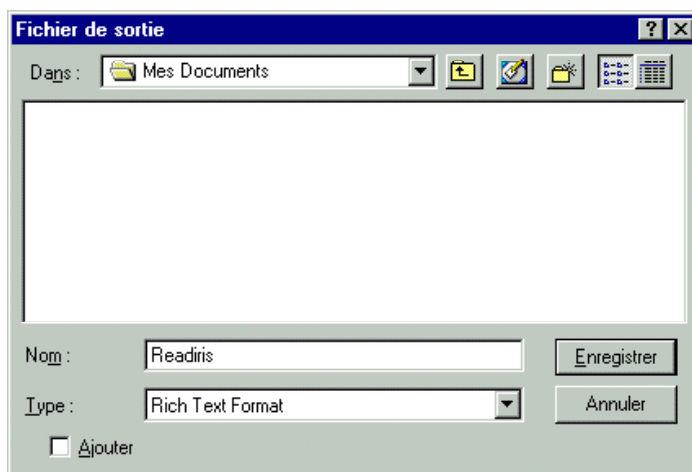 Fichier de sortie
Dans : Mes Documents
Nom : Readiris Enregistrer
Type : Rich Text Format Annuler
Ajouter